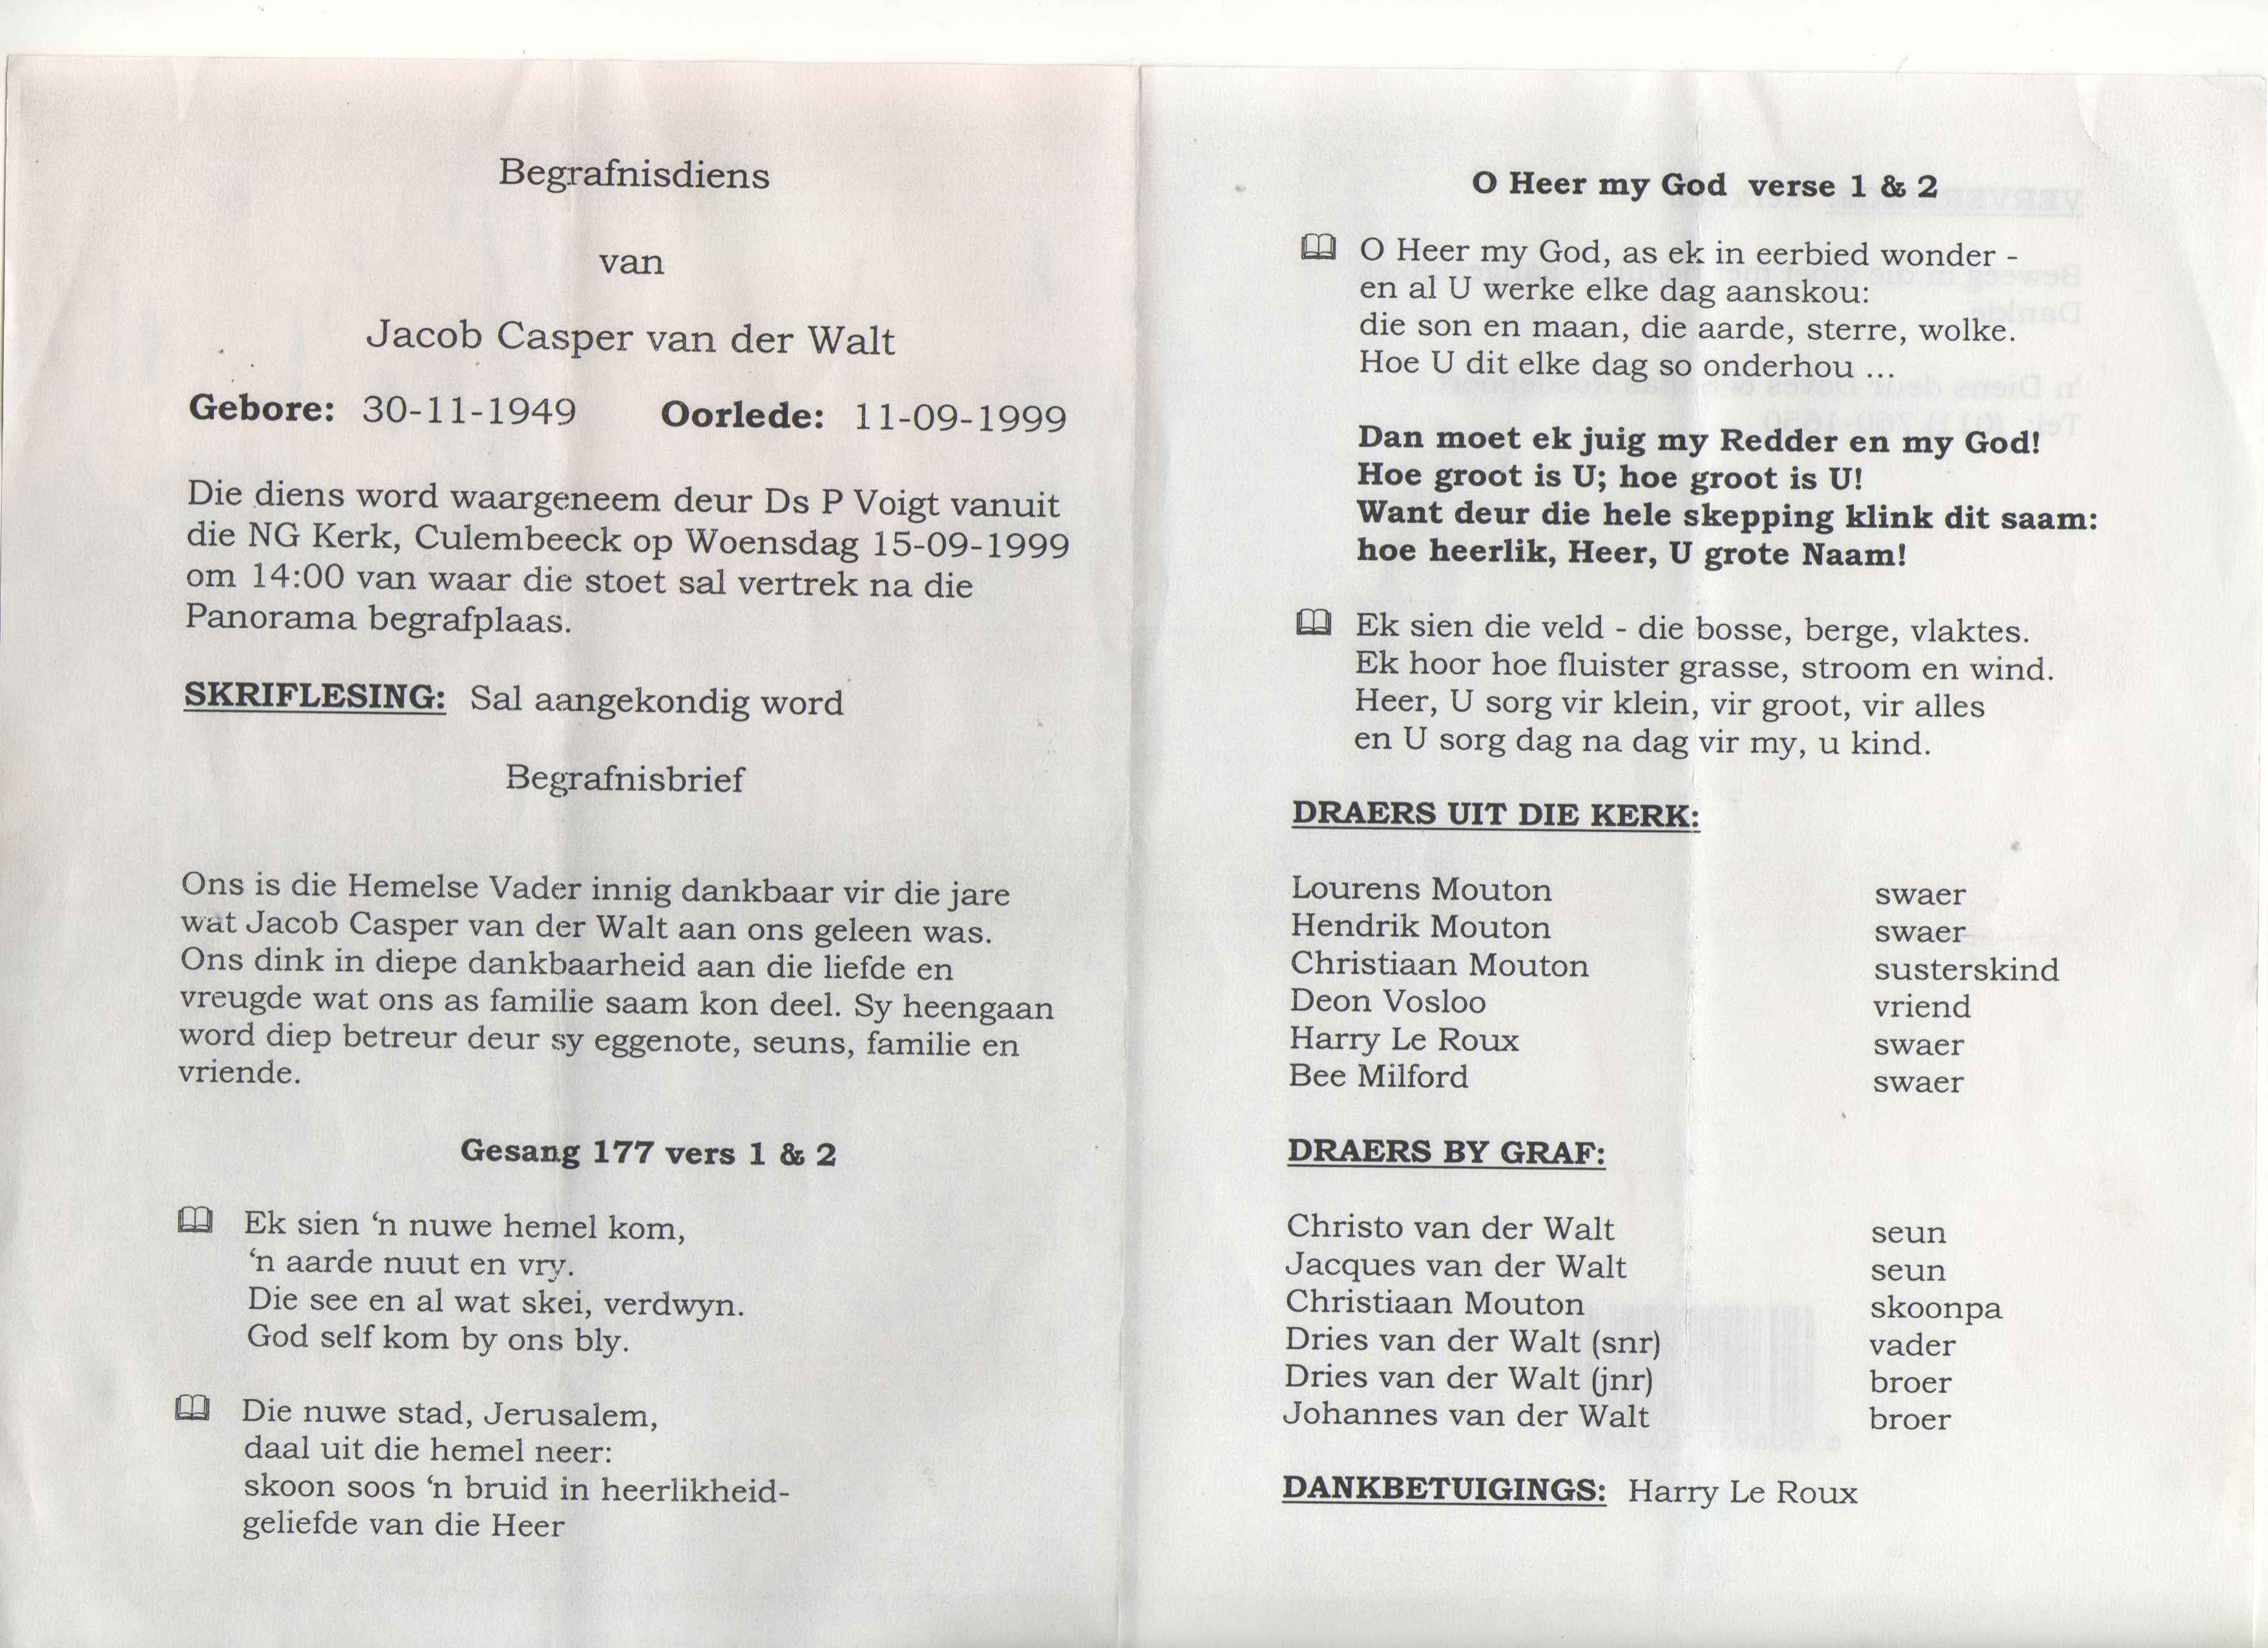 Begrafnisdiens
van
Jacob Casper van der Walt
Gebore: 30-11-1949 Oorlede: 11-09-1999
Die diens word waargeneem deur Ds P Voigt vanuit
die NG Kerk, Culembeeck op Woensdag 15-09-1999
om 14:00 van waar die stoet sal vertrek na die
Panorama begrafplaas.
SKRIFLESING: Sal aangekondig word
Begrafnisbrief
Ons is die Hemelse Vader innig dankbaar vir die jare
wat Jacob Casper van der Walt aan ons geleen was.
Ons dink in diepe dankbaarheid aan die liefde en
vreugde wat ons as familie saam kon deel. Sy heengaan
word diep betreur deur sy eggenote, seuns, familie en
vriende.
Gesang 177 vers 1 & 2
Ek sien ‘n nuwe hemel kom,
‘n aarde nuut en vry.
Die see en al wat skei, verdwyn.
God self kom by ons bly.
Die nuwe stad, Jerusalem,
daal uit die hemel neer:
skoon soos ‘n bruid in heerlikheid-
geliefde van die Heer
O Heer my God verse 1 & 2
O Heer my God, as ek in eerbied wonder -
en al U werke elke dag aanskou:
die son en maan, die aarde, sterre, wolke.
Hoe U dit elke dag so onderhou ...
Dan moet ek juig my Redder en my God!
Hoe groot is U; hoe groot is U!
Want deur die hele skepping klink dit saam:
hoe heerlik, Heer, U grote Naam!
Ek sien die veld - die bosse, berge, vlaktes.
Ek hoor hoe fluister grasse, stroom en wind.
Heer, U sorg vir klein, vir groot, vir alles
en U sorg dag na dag vir my, u kind.
DRAERS UIT DIE KERK:
Lourens Mouton swaer
Hendrik Mouton swaer
Christiaan Mouton susterskind
Deon Vosloo vriend
Harry Le Roux swaer
Bee Milford swaer
DRAERS BY GRAF:
Christo van der Walt seun
Jacques van der Walt seun
Christiaan Mouton skoonpa
Dries van der Walt (snr) vader
Dries van der Walt (jnr) broer
Johannes van der Walt broer
DANKBETUIGINGS: Harry Le Roux